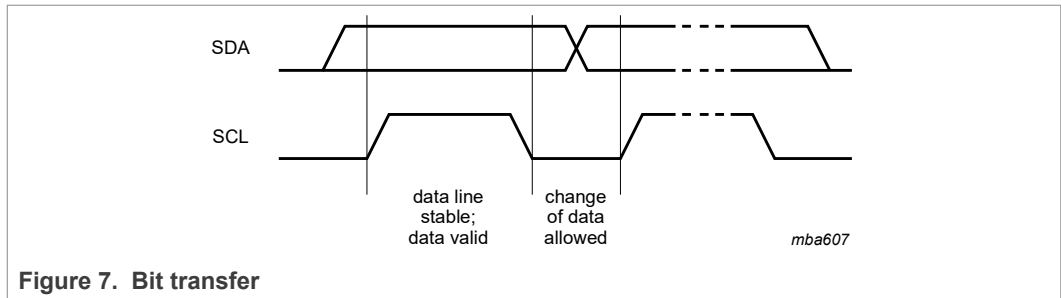 SDA
SCL
data line
stable;
data valid
change
of data
allowed
mba607
Figure 7. Bit transfer